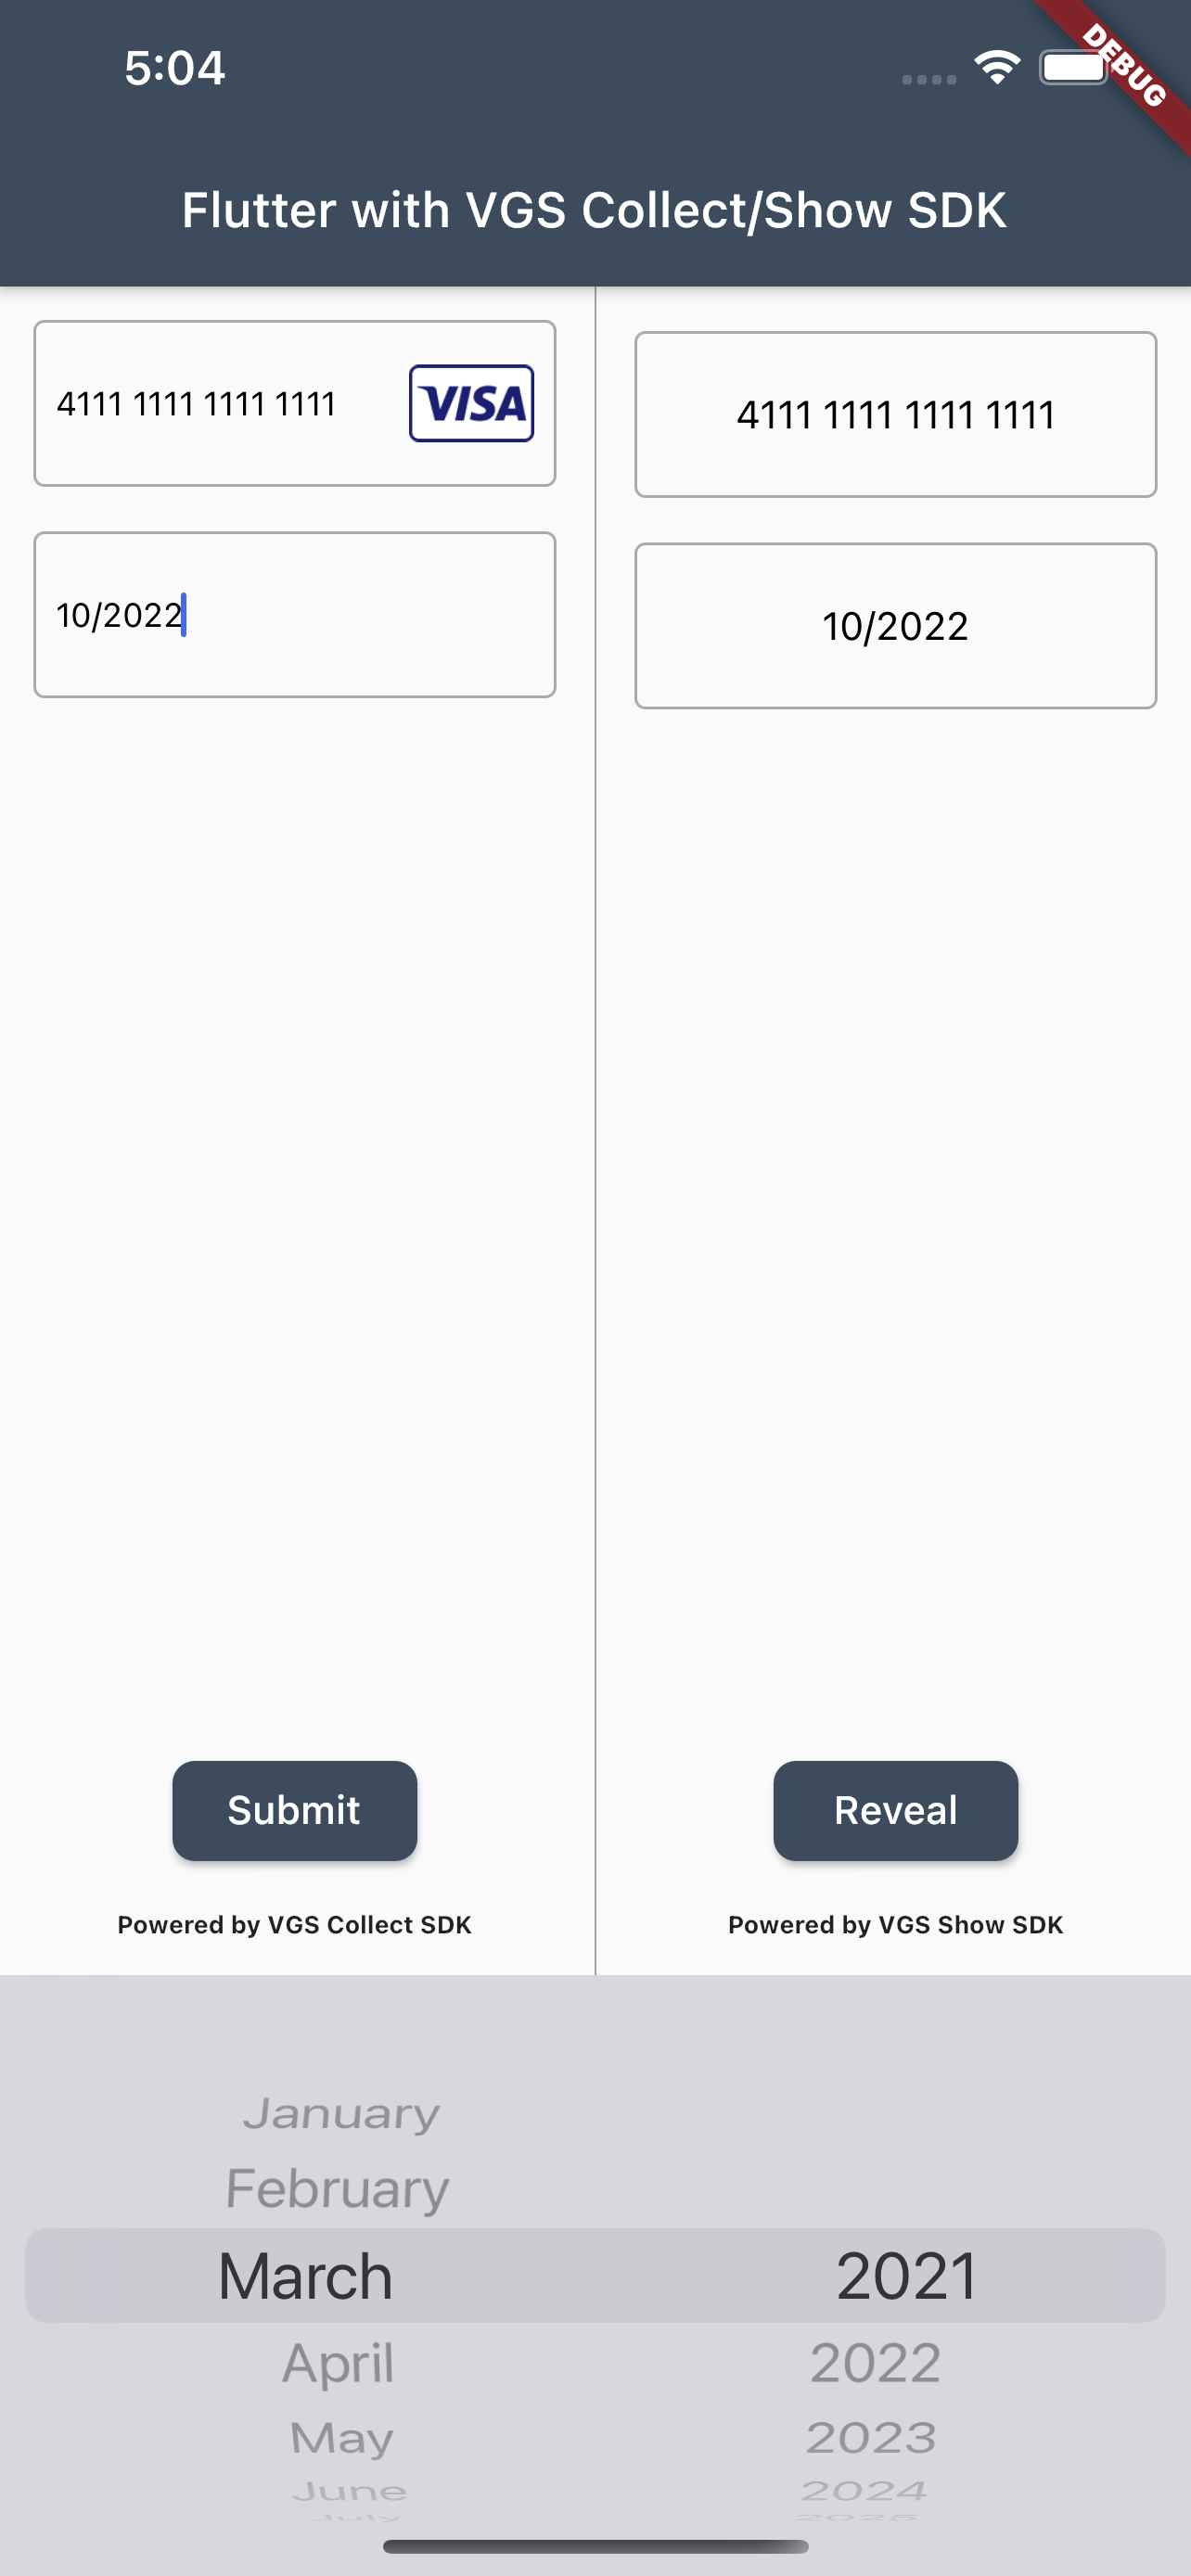 5:04
DEBUG
Flutter with VGS Collect/Show SDK
4111 1111 1111 1111
VISA
4111 1111 1111 1111
10/2022
10/2022
Submit
Reveal
Powered by VGS Collect SDK
Powered by VGS Show SDK
January
February
March 2021
April 2022
May 2023
June 2024
July 2025